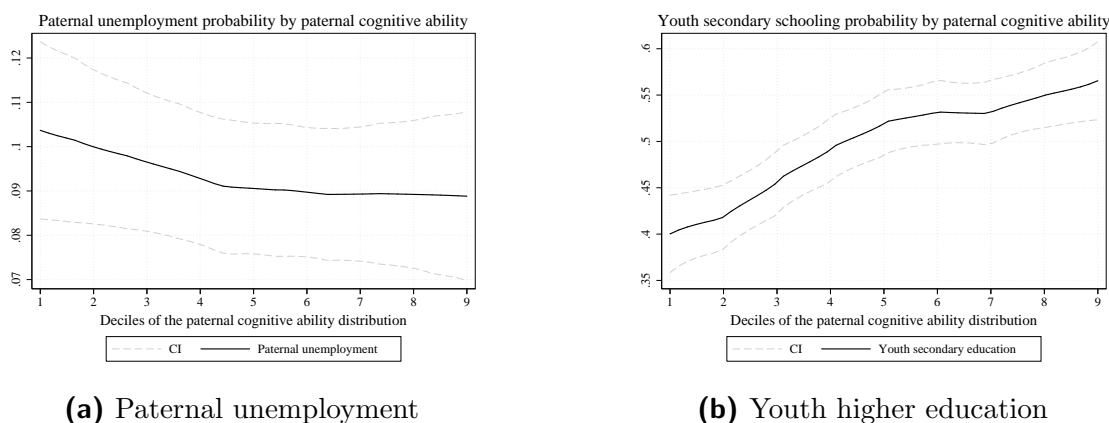 Paternal unemployment probability by paternal cognitive ability
.12
.11
.1
.09
.08
.07
1 2 3 4 5 6 7 8 9
Deciles of the paternal cognitive ability distribution
CI Paternal unemployment
(a) Paternal unemployment
Youth secondary schooling probability by paternal cognitive ability
.6
.55
.5
.45
.4
.35
1 2 3 4 5 6 7 8 9
Deciles of the paternal cognitive ability distribution
CI Youth secondary education
(b) Youth higher education